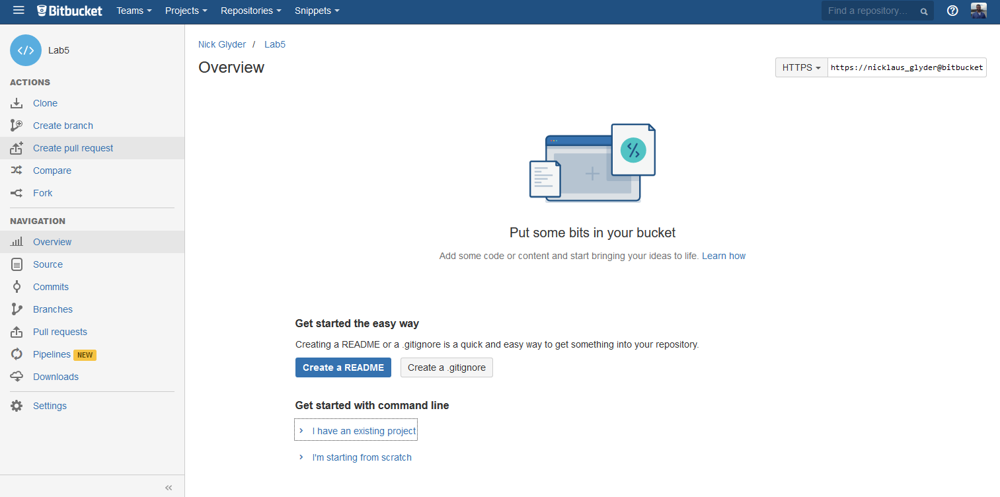 Bitbucket Teams Projects Repositories Snippets Find a repository...
Lab5
ACTIONS
Clone
Create branch
Create pull request
Compare
Fork
NAVIGATION
Overview
Source
Commits
Branches
Pull requests
Pipelines NEW
Downloads
Settings
Nick Glyder / Lab5
Overview
HTTPS https://nicklaus_glyder@bitbucket
Put some bits in your bucket
Add some code or content and start bringing your ideas to life. Learn how
Get started the easy way
Creating a README or a .gitignore is a quick and easy way to get something into your repository.
Create a README Create a .gitignore
Get started with command line
I have an existing project
I'm starting from scratch